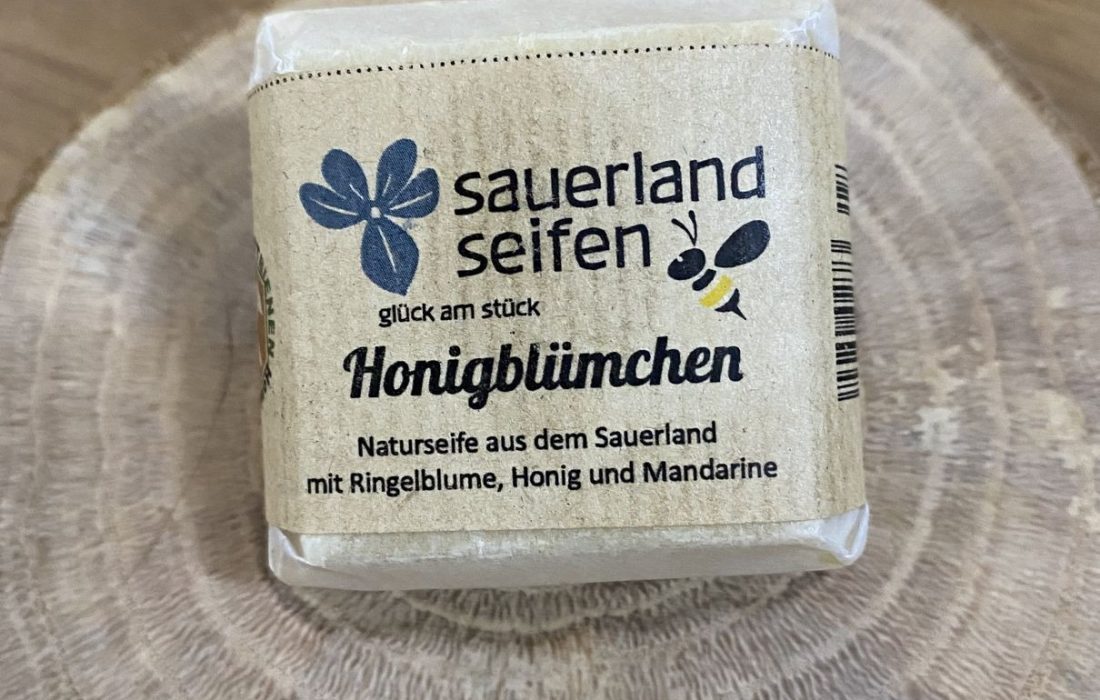 sauerland
seifen
glück am stück
Honigblümchen
Naturseife aus dem Sauerland
mit Ringelblume, Honig und Mandarine